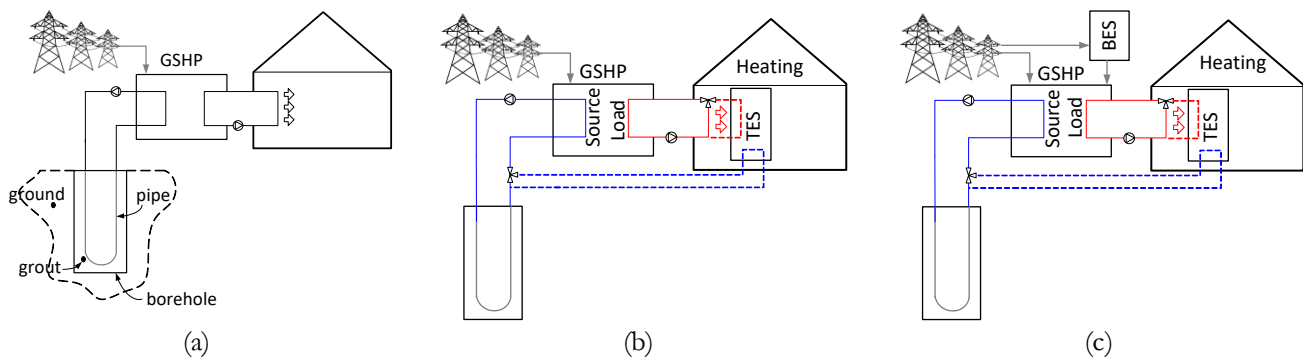 GSHP
ground
pipe
grout
borehole
(a)
GSHP
Source
Load
Heating
TES
(b)
BES
GSHP
Source
Load
Heating
TES
(c)